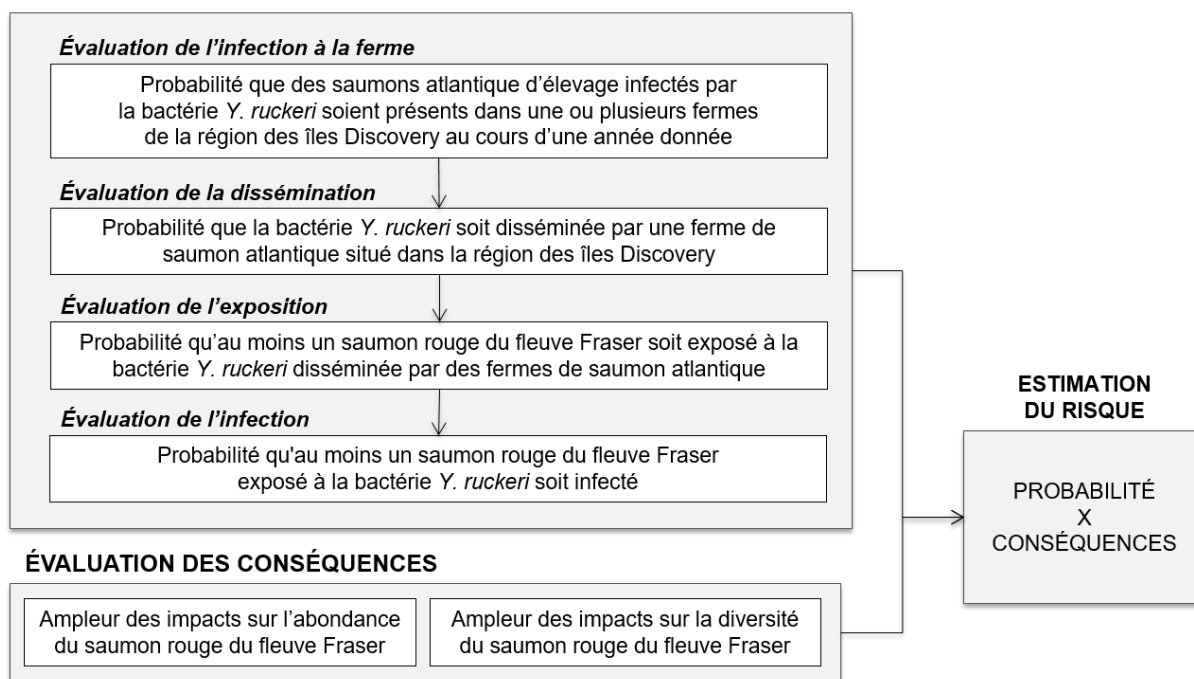 Évaluation de l'infection à la ferme
Probabilité que des saumons atlantique d'élevage infectés par
la bactérie Y. ruckeri soient présents dans une ou plusieurs fermes
de la région des îles Discovery au cours d'une année donnée
Évaluation de la dissémination
Probabilité que la bactérie Y. ruckeri soit disséminée par une ferme de
saumon atlantique situé dans la région des îles Discovery
Évaluation de l'exposition
Probabilité qu'au moins un saumon rouge du fleuve Fraser soit exposé à la
bactérie Y. ruckeri disséminée par des fermes de saumon atlantique
Évaluation de l'infection
Probabilité qu'au moins un saumon rouge du fleuve Fraser
exposé à la bactérie Y. ruckeri soit infecté
ÉVALUATION DES CONSÉQUENCES
Ampleur des impacts sur l'abondance
du saumon rouge du fleuve Fraser
Ampleur des impacts sur la diversité
du saumon rouge du fleuve Fraser
ESTIMATION
DU RISQUE
PROBABILITÉ
X
CONSÉQUENCES